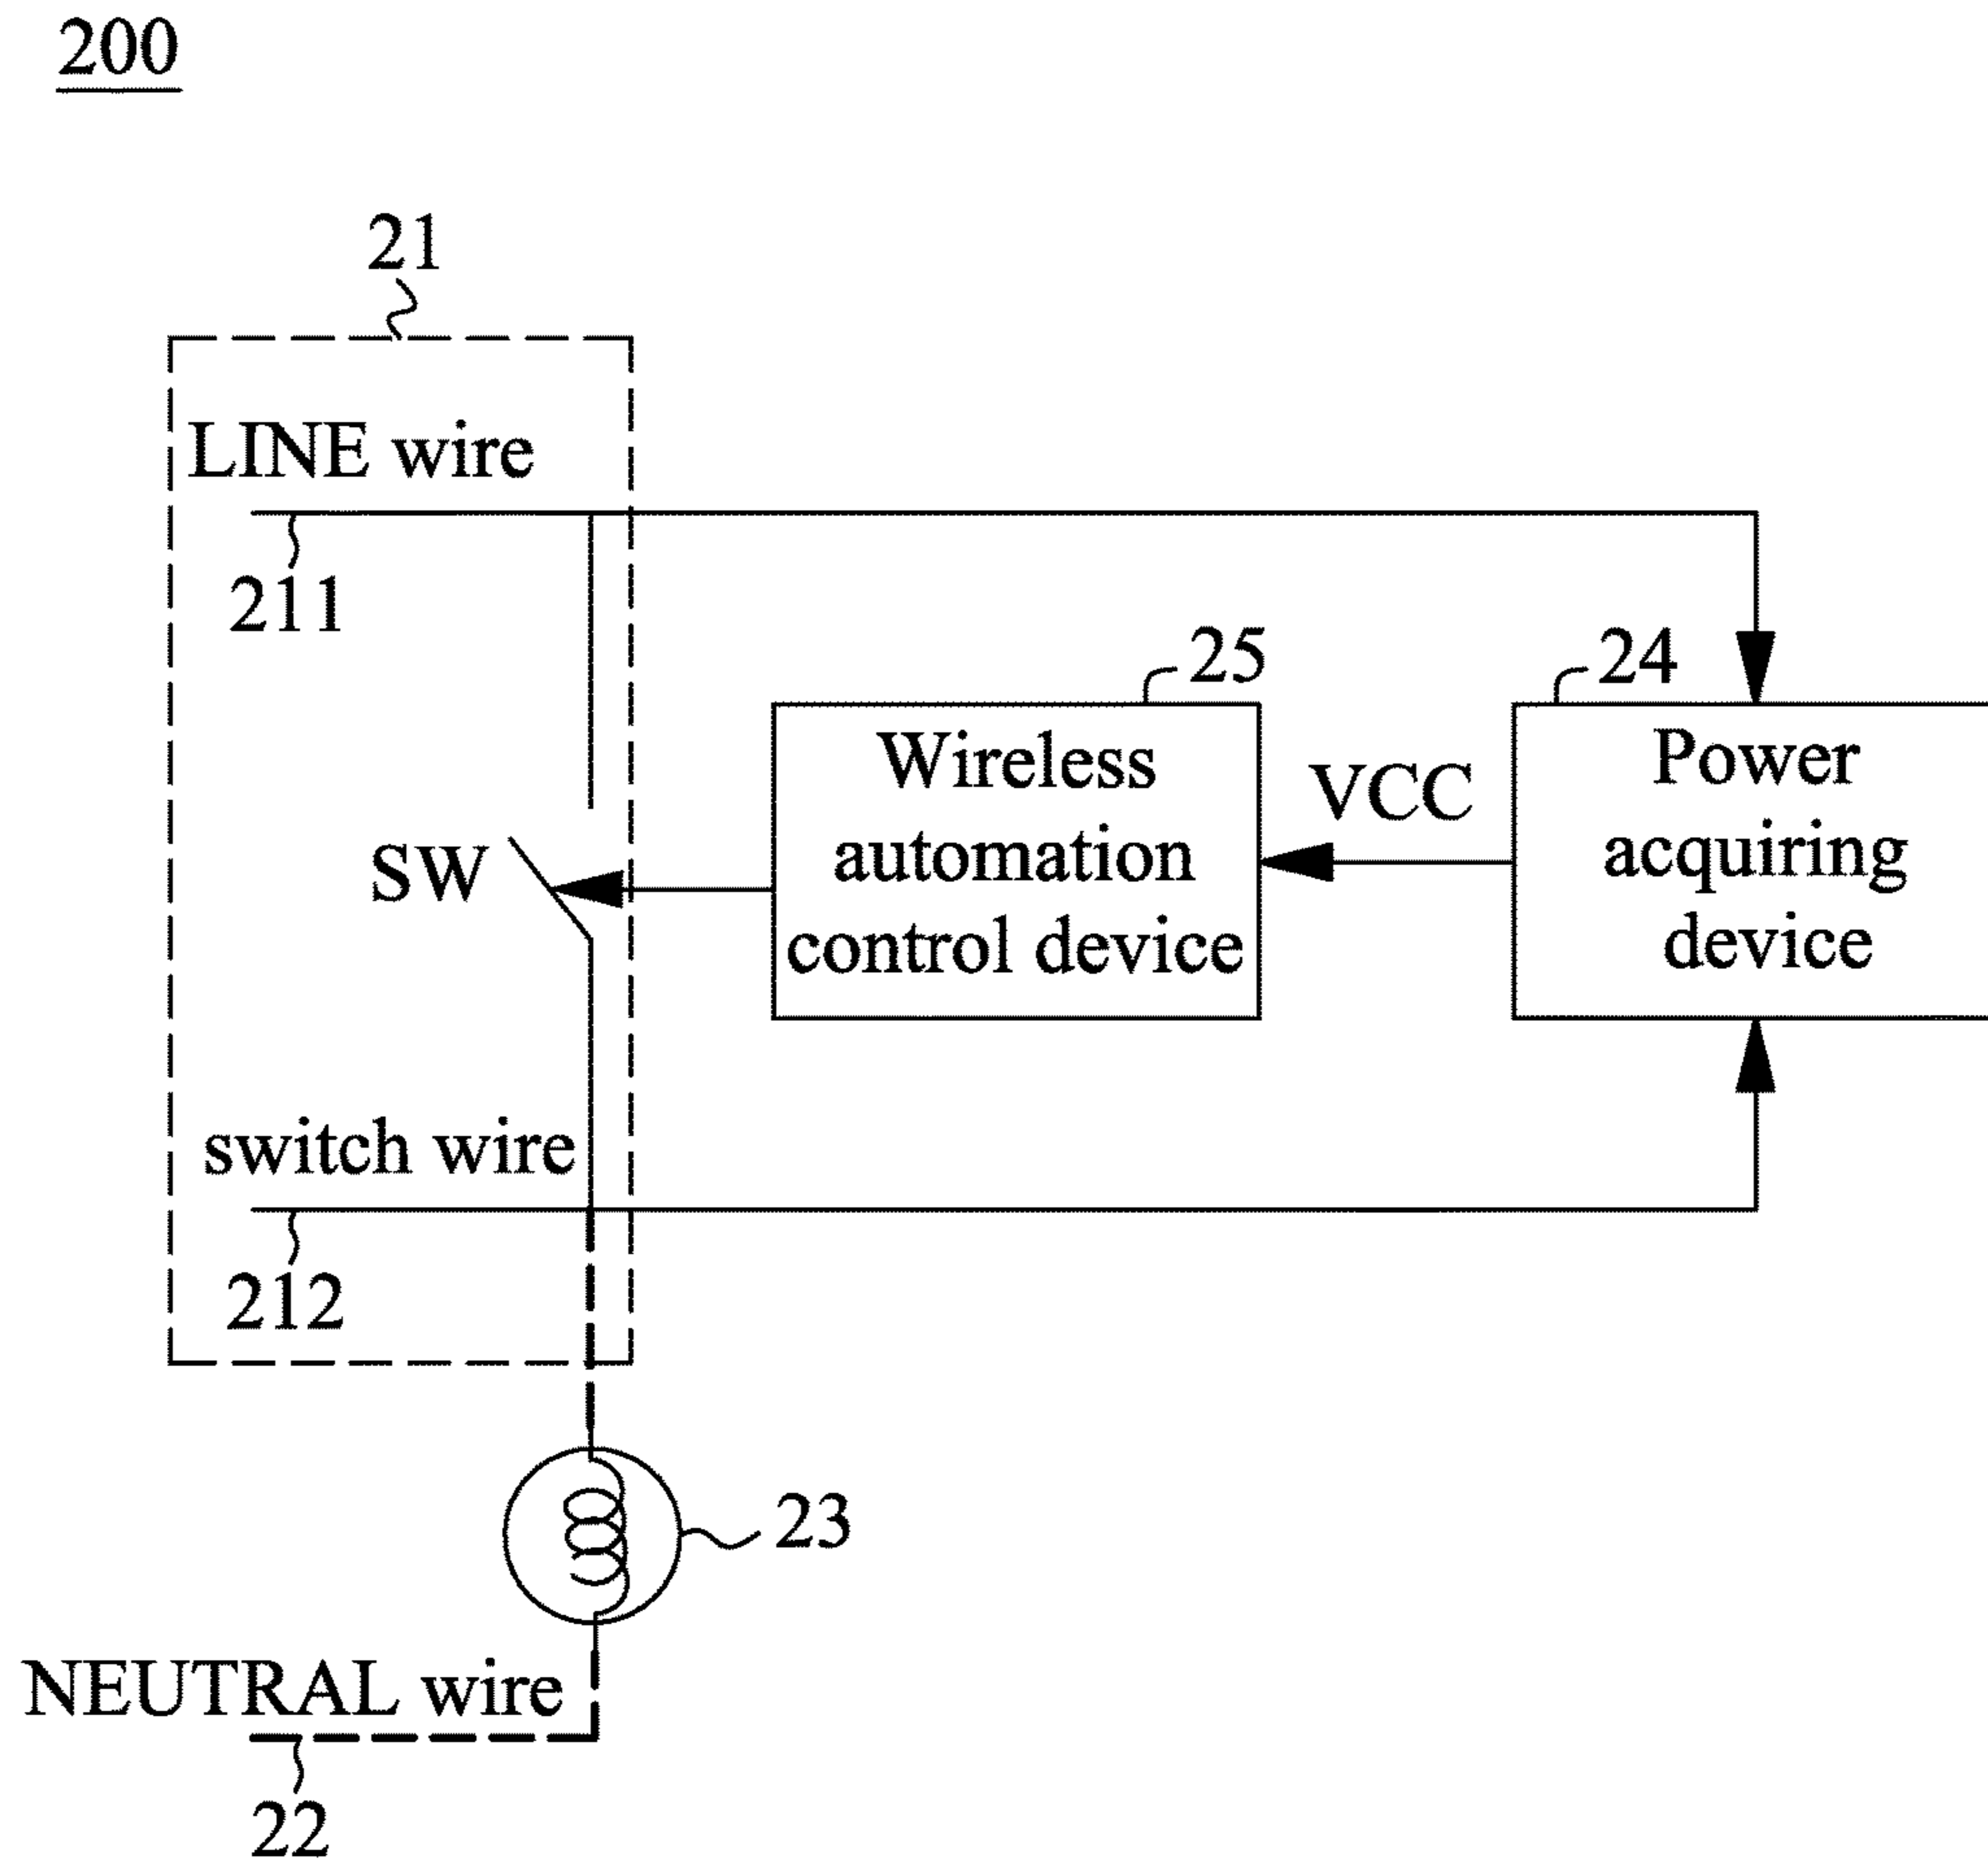 200
21
LINE wire
211
25
24
Wireless
automation
control device
VCC
Power
acquiring
device
SW
switch wire
212
23
NEUTRAL wire
22